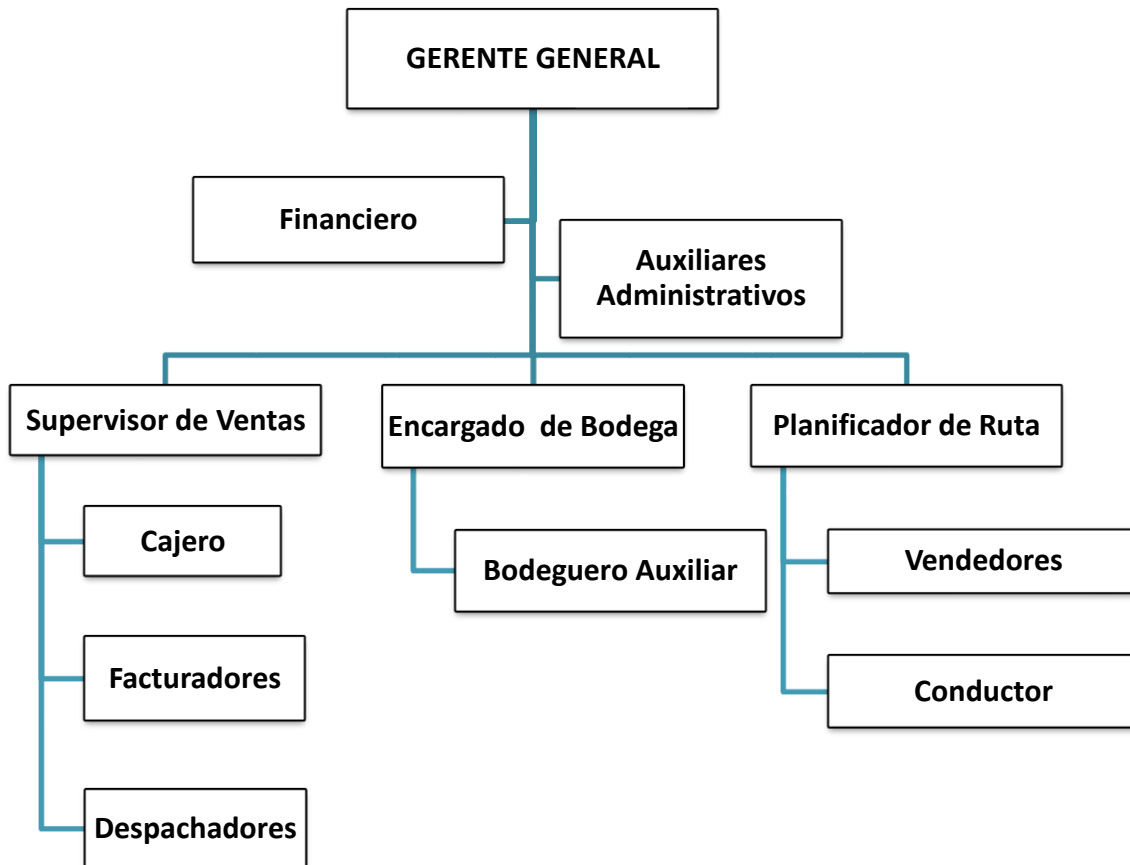 GERENTE GENERAL
Financiero
Auxiliares
Administrativos
Supervisor de Ventas
Encargado  de Bodega
Planificador de Ruta
Cajero
Bodeguero Auxiliar
Vendedores
Facturadores
Conductor
Despachadores